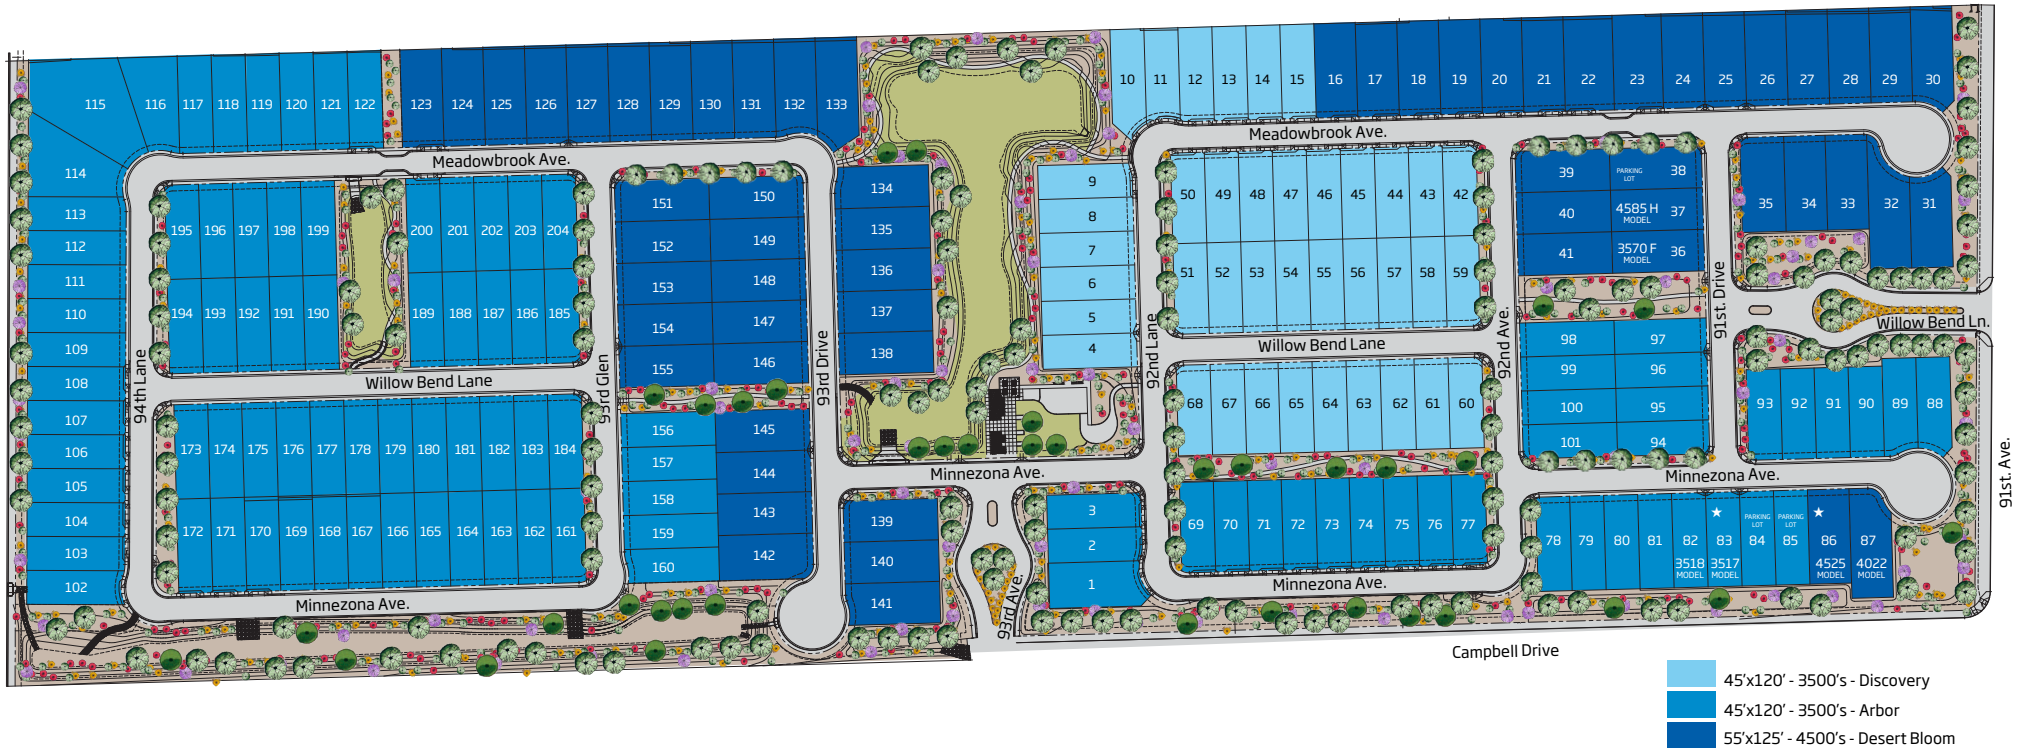 115 116 117 118 119 120 121 122 123 124 125 126 127 128 129 130 131 132 133
10 11 12 13 14 15 16 17 18 19 20 21 22 23 24 25 26 27 28 29 30
Meadowbrook Ave.
Meadowbrook Ave.
114
113
112
111
110
109
108
107
106
105
104
103
102
94th Lane
195 196 197 198 199
200 201 202 203 204
194 193 192 191 190
189 188 187 186 185
Willow Bend Lane
93rd Glen
173 174 175 176 177 178 179 180 181 182 183 184
172 171 170 169 168 167 166 165 164 163 162 161
Minnezona Ave.
151 150
152 149
153 148
154 147
155 146
156 145
157
158 144
159 143
160 142
93rd Drive
134
135
136
137
138
139
140
141
Minnezona Ave.
93rd Ave.
9
8
7
6
5
4
3
2
1
92nd Lane
50 49 48 47 46 45 44 43 42
51 52 53 54 55 56 57 58 59
Willow Bend Lane
68 67 66 65 64 63 62 61 60
69 70 71 72 73 74 75 76 77
Minnezona Ave.
92nd Ave.
39 PARKING LOT 38
40 4585 H MODEL 37
41 3570 F MODEL 36
98 97
99 96
100 95
101 94
91st. Drive
35 34 33 32 31
Willow Bend Ln.
93 92 91 90 89 88
Minnezona Ave.
78 79 80 81 82 83 84 85 86 87
PARKING LOT
PARKING LOT
3518 MODEL
3517 MODEL
4525 MODEL
4022 MODEL
91st. Ave.
Campbell Drive
45'x120' - 3500's - Discovery
45'x120' - 3500's - Arbor
55'x125' - 4500's - Desert Bloom